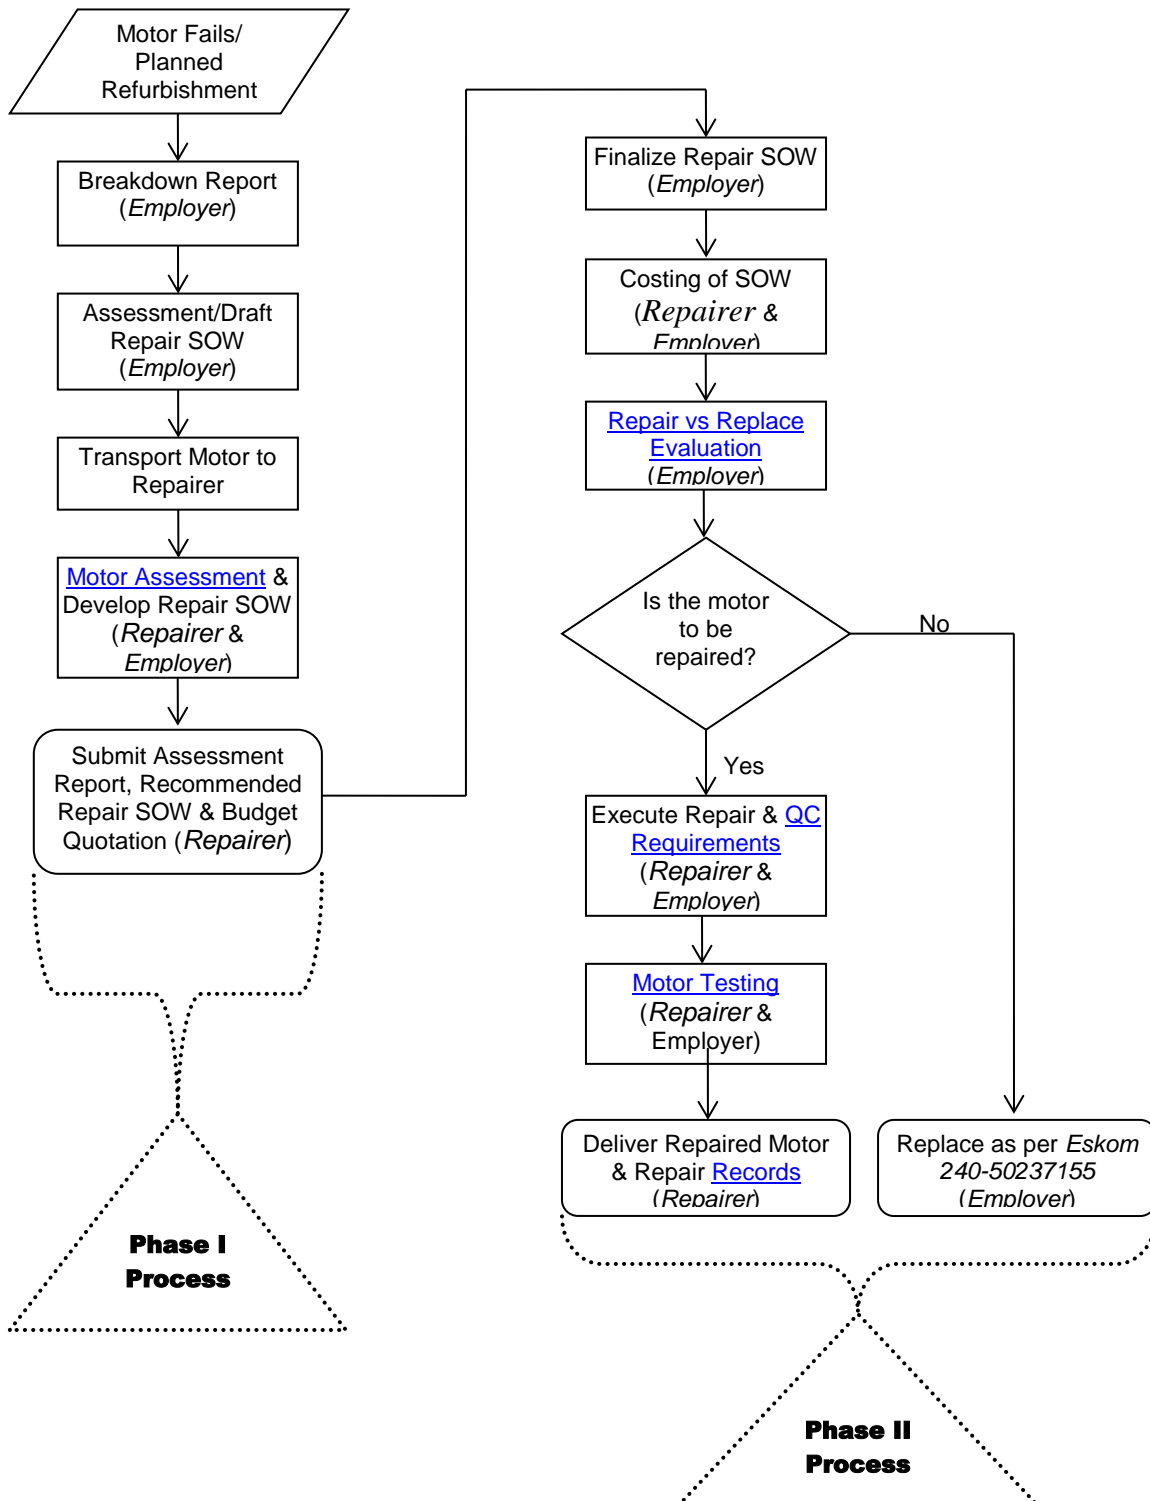 Motor Fails/
Planned
Refurbishment
Breakdown Report
(Employer)
Assessment/Draft
Repair SOW
(Employer)
Transport Motor to
Repairer
Motor Assessment &
Develop Repair SOW
(Repairer &
Employer)
Submit Assessment
Report, Recommended
Repair SOW & Budget
Quotation (Repairer)
Phase I
Process
Finalize Repair SOW
(Employer)
Costing of SOW
(Repairer &
Employer)
Repair vs Replace
Evaluation
(Employer)
Is the motor
to be
repaired?
No
Yes
Execute Repair & QC
Requirements
(Repairer &
Employer)
Motor Testing
(Repairer &
Employer)
Deliver Repaired Motor
& Repair Records
(Repairer)
Replace as per Eskom
240-50237155
(Employer)
Phase II
Process